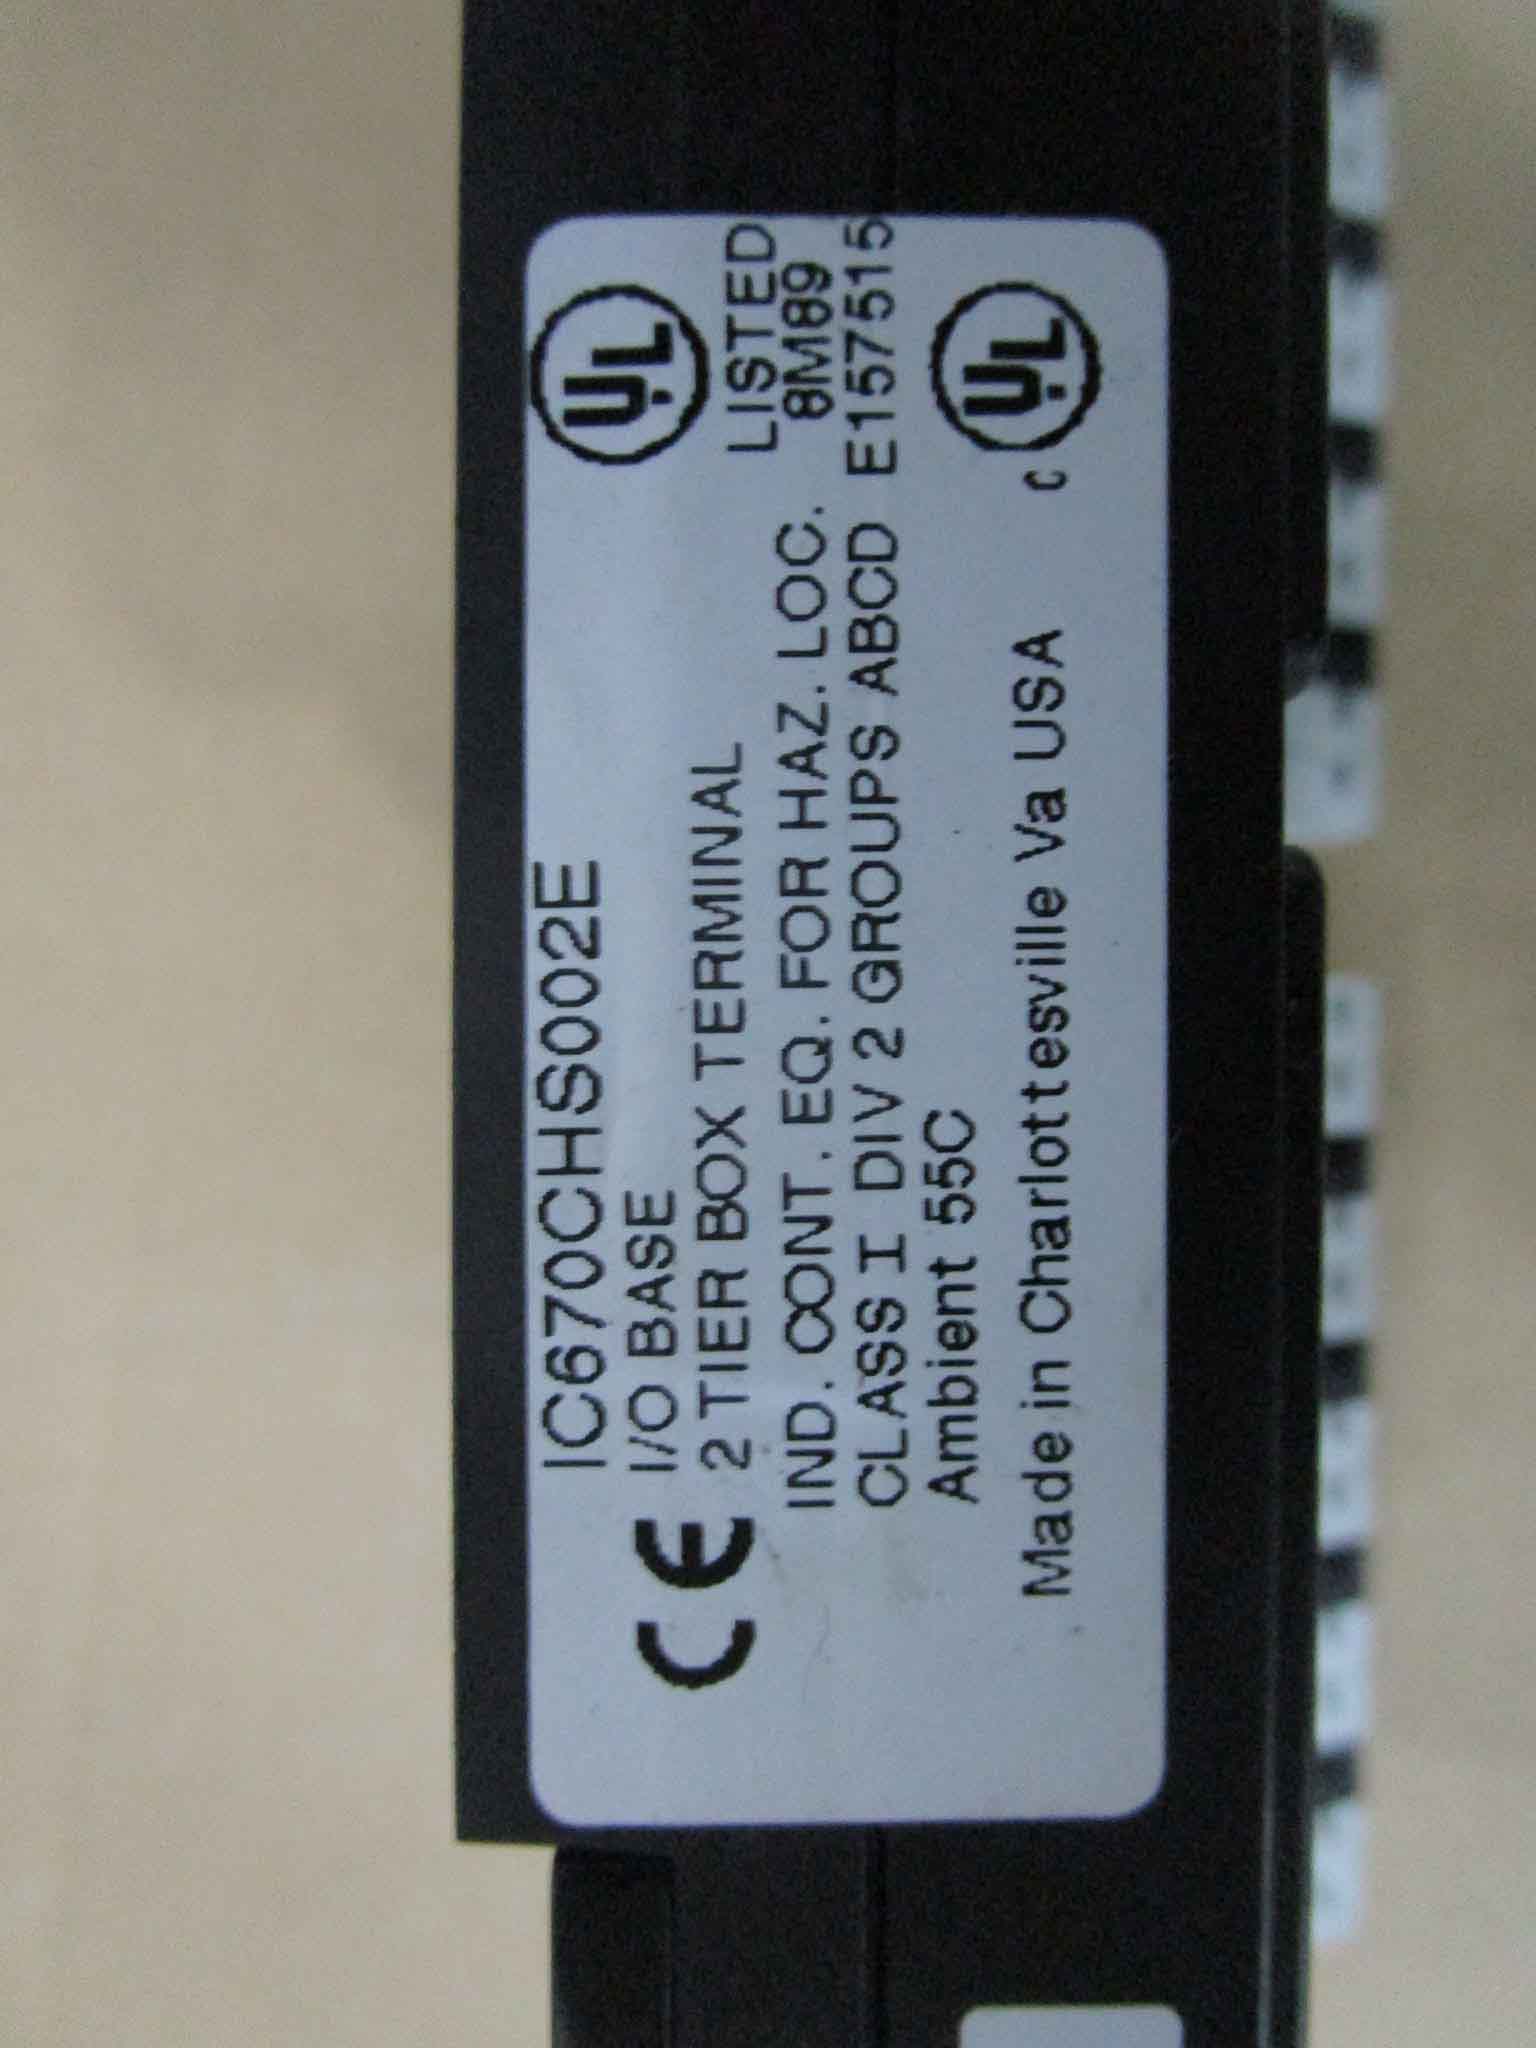 IC670CHS002E
I/O BASE
2 TIER BOX TERMINAL
CE
UL
LISTED
IND. CONT. EQ. FOR HAZ. LOC. 8M89
CLASS I DIV 2 GROUPS ABCD E157515
Ambient 55C
Made in Charlottesville Va USA
C UL